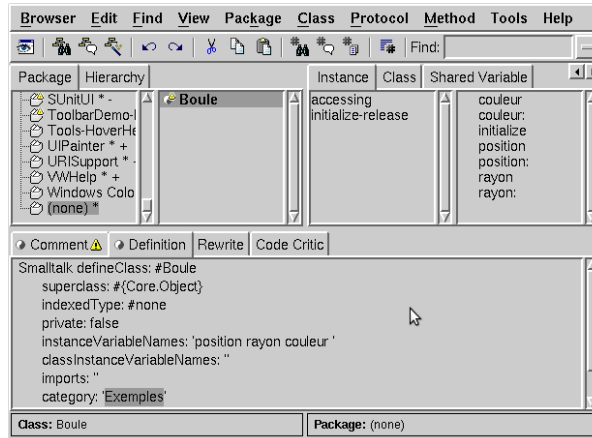 Browser Edit Find View Package Class Protocol Method Tools Help
Find:
Package Hierarchy Instance Class Shared Variable
SUnitUI * -
ToolbarDemo-
Tools-HoverHe
UIPainter * +
URISupport * -
VWHelp * +
Windows Colo
(none) *
Boule
accessing
initialize-release
couleur
couleur:
initialize
position
position:
rayon
rayon:
Comment Definition Rewrite Code Critic
Smalltalk defineClass: #Boule
superclass: #{Core.Object}
indexedType: #none
private: false
instanceVariableNames: 'position rayon couleur '
classInstanceVariableNames: ''
imports: ''
category: 'Exemples'
Class: Boule Package: (none)